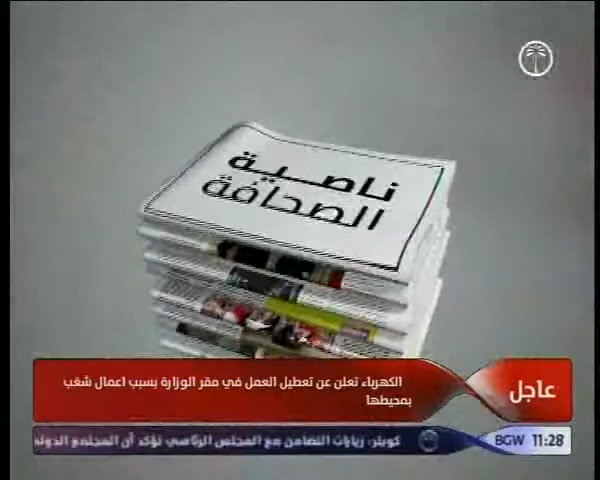 ناصية
الصحافة
عاجل
الكهرباء تعلن عن تعطيل العمل في مقر الوزارة بسبب اعمال شغب
بمحيطها
BGW 11:28
كوبلر: زيارات التضامن مع المجلس الرئاسي تؤكد أن المجتمع الدولي